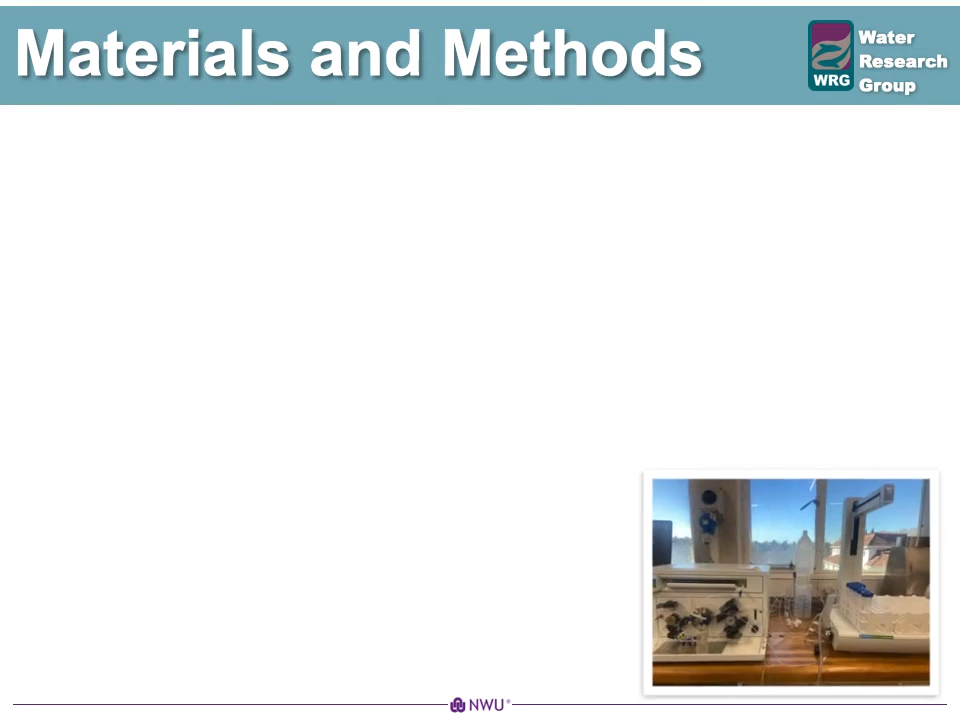 Materials and Methods
Water
Research
Group
WRG
NWU®